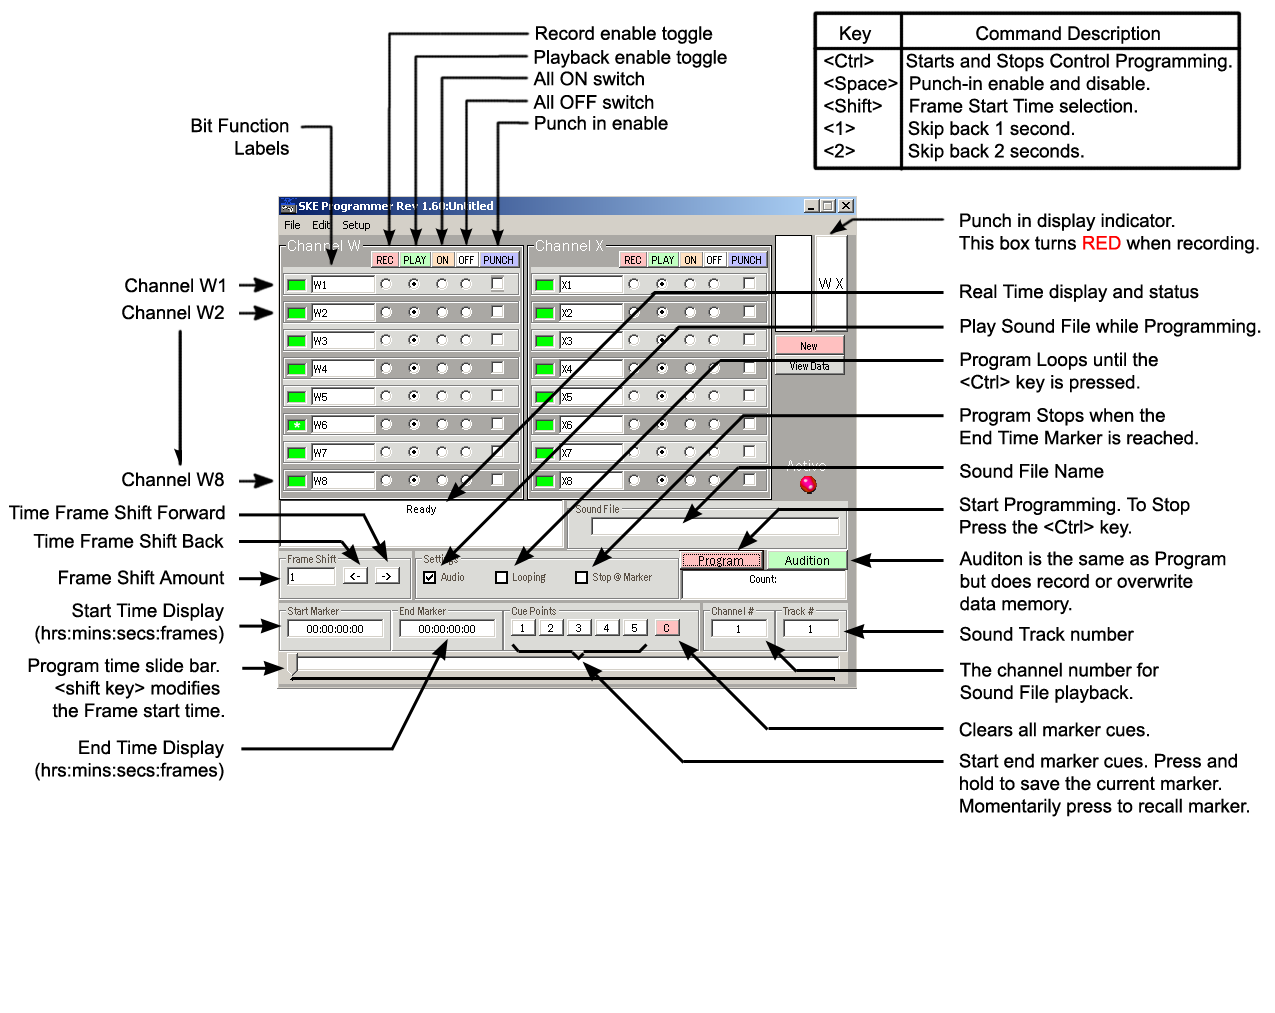 Record enable toggle
Playback enable toggle
All ON switch
All OFF switch
Punch in enable
Bit Function
Labels
Key Command Description
<Ctrl> Starts and Stops Control Programming.
<Space> Punch-in enable and disable.
<Shift> Frame Start Time selection.
<1> Skip back 1 second.
<2> Skip back 2 seconds.
SKE Programmer Rev 1.60:Untitled
File Edit Setup
Channel W
REC PLAY ON OFF PUNCH
W1
W2
W3
W4
W5
* W6
W7
W8
Channel X
REC PLAY ON OFF PUNCH
X1
X2
X3
X4
X5
X6
X7
X8
W X
New
View Data
Active
Ready
Sound File
Frame Shift
1 <- ->
Settings
Audio Looping Stop @ Marker
Program Audition
Count:
Start Marker
00:00:00:00
End Marker
00:00:00:00
Cue Points
1 2 3 4 5 C
Channel #
1
Track #
1
Channel W1
Channel W2
Channel W8
Time Frame Shift Forward
Time Frame Shift Back
Frame Shift Amount
Start Time Display
(hrs:mins:secs:frames)
Program time slide bar.
<shift key> modifies
the Frame start time.
End Time Display
(hrs:mins:secs:frames)
Punch in display indicator.
This box turns RED when recording.
Real Time display and status
Play Sound File while Programming.
Program Loops until the
<Ctrl> key is pressed.
Program Stops when the
End Time Marker is reached.
Sound File Name
Start Programming. To Stop
Press the <Ctrl> key.
Auditon is the same as Program
but does record or overwrite
data memory.
Sound Track number
The channel number for
Sound File playback.
Clears all marker cues.
Start end marker cues. Press and
hold to save the current marker.
Momentarily press to recall marker.